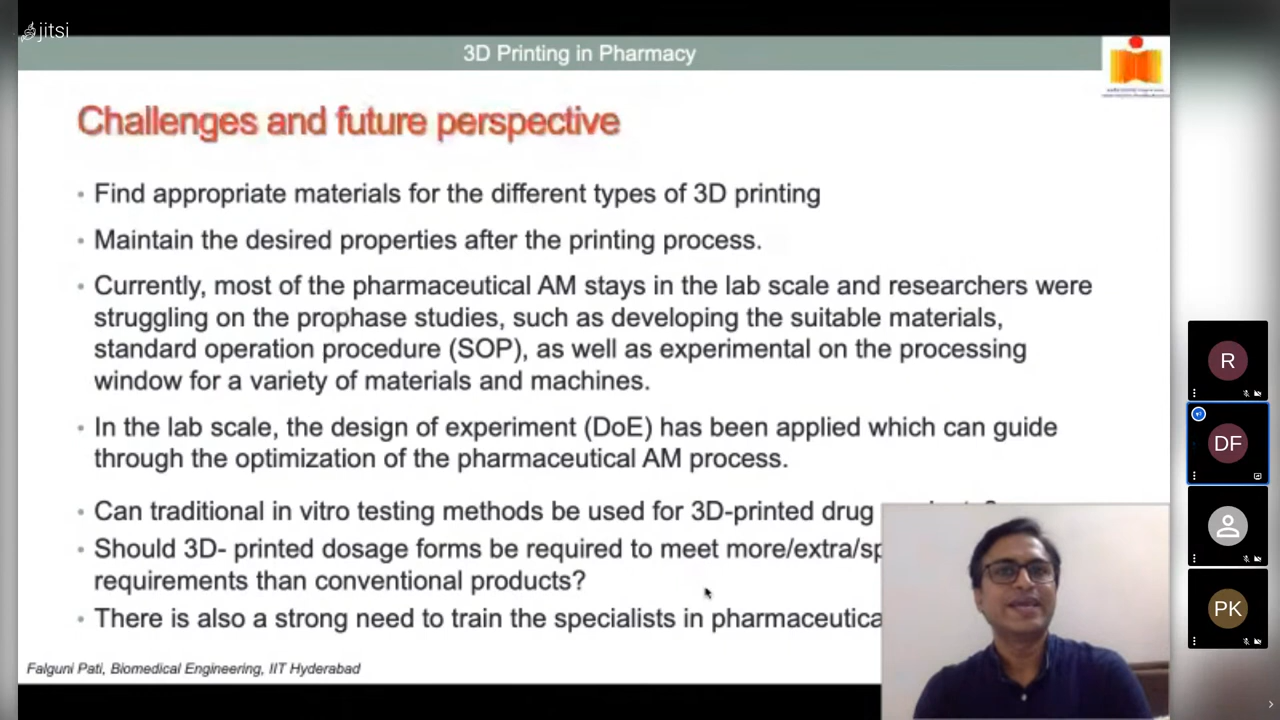 jitsi
3D Printing in Pharmacy
Challenges and future perspective
• Find appropriate materials for the different types of 3D printing
• Maintain the desired properties after the printing process.
• Currently, most of the pharmaceutical AM stays in the lab scale and researchers were
struggling on the prophase studies, such as developing the suitable materials,
standard operation procedure (SOP), as well as experimental on the processing
window for a variety of materials and machines.
• In the lab scale, the design of experiment (DoE) has been applied which can guide
through the optimization of the pharmaceutical AM process.
• Can traditional in vitro testing methods be used for 3D-printed drug
• Should 3D- printed dosage forms be required to meet more/extra/sp
requirements than conventional products?
• There is also a strong need to train the specialists in pharmaceutica
Falguni Pati, Biomedical Engineering, IIT Hyderabad
R
DF
PK